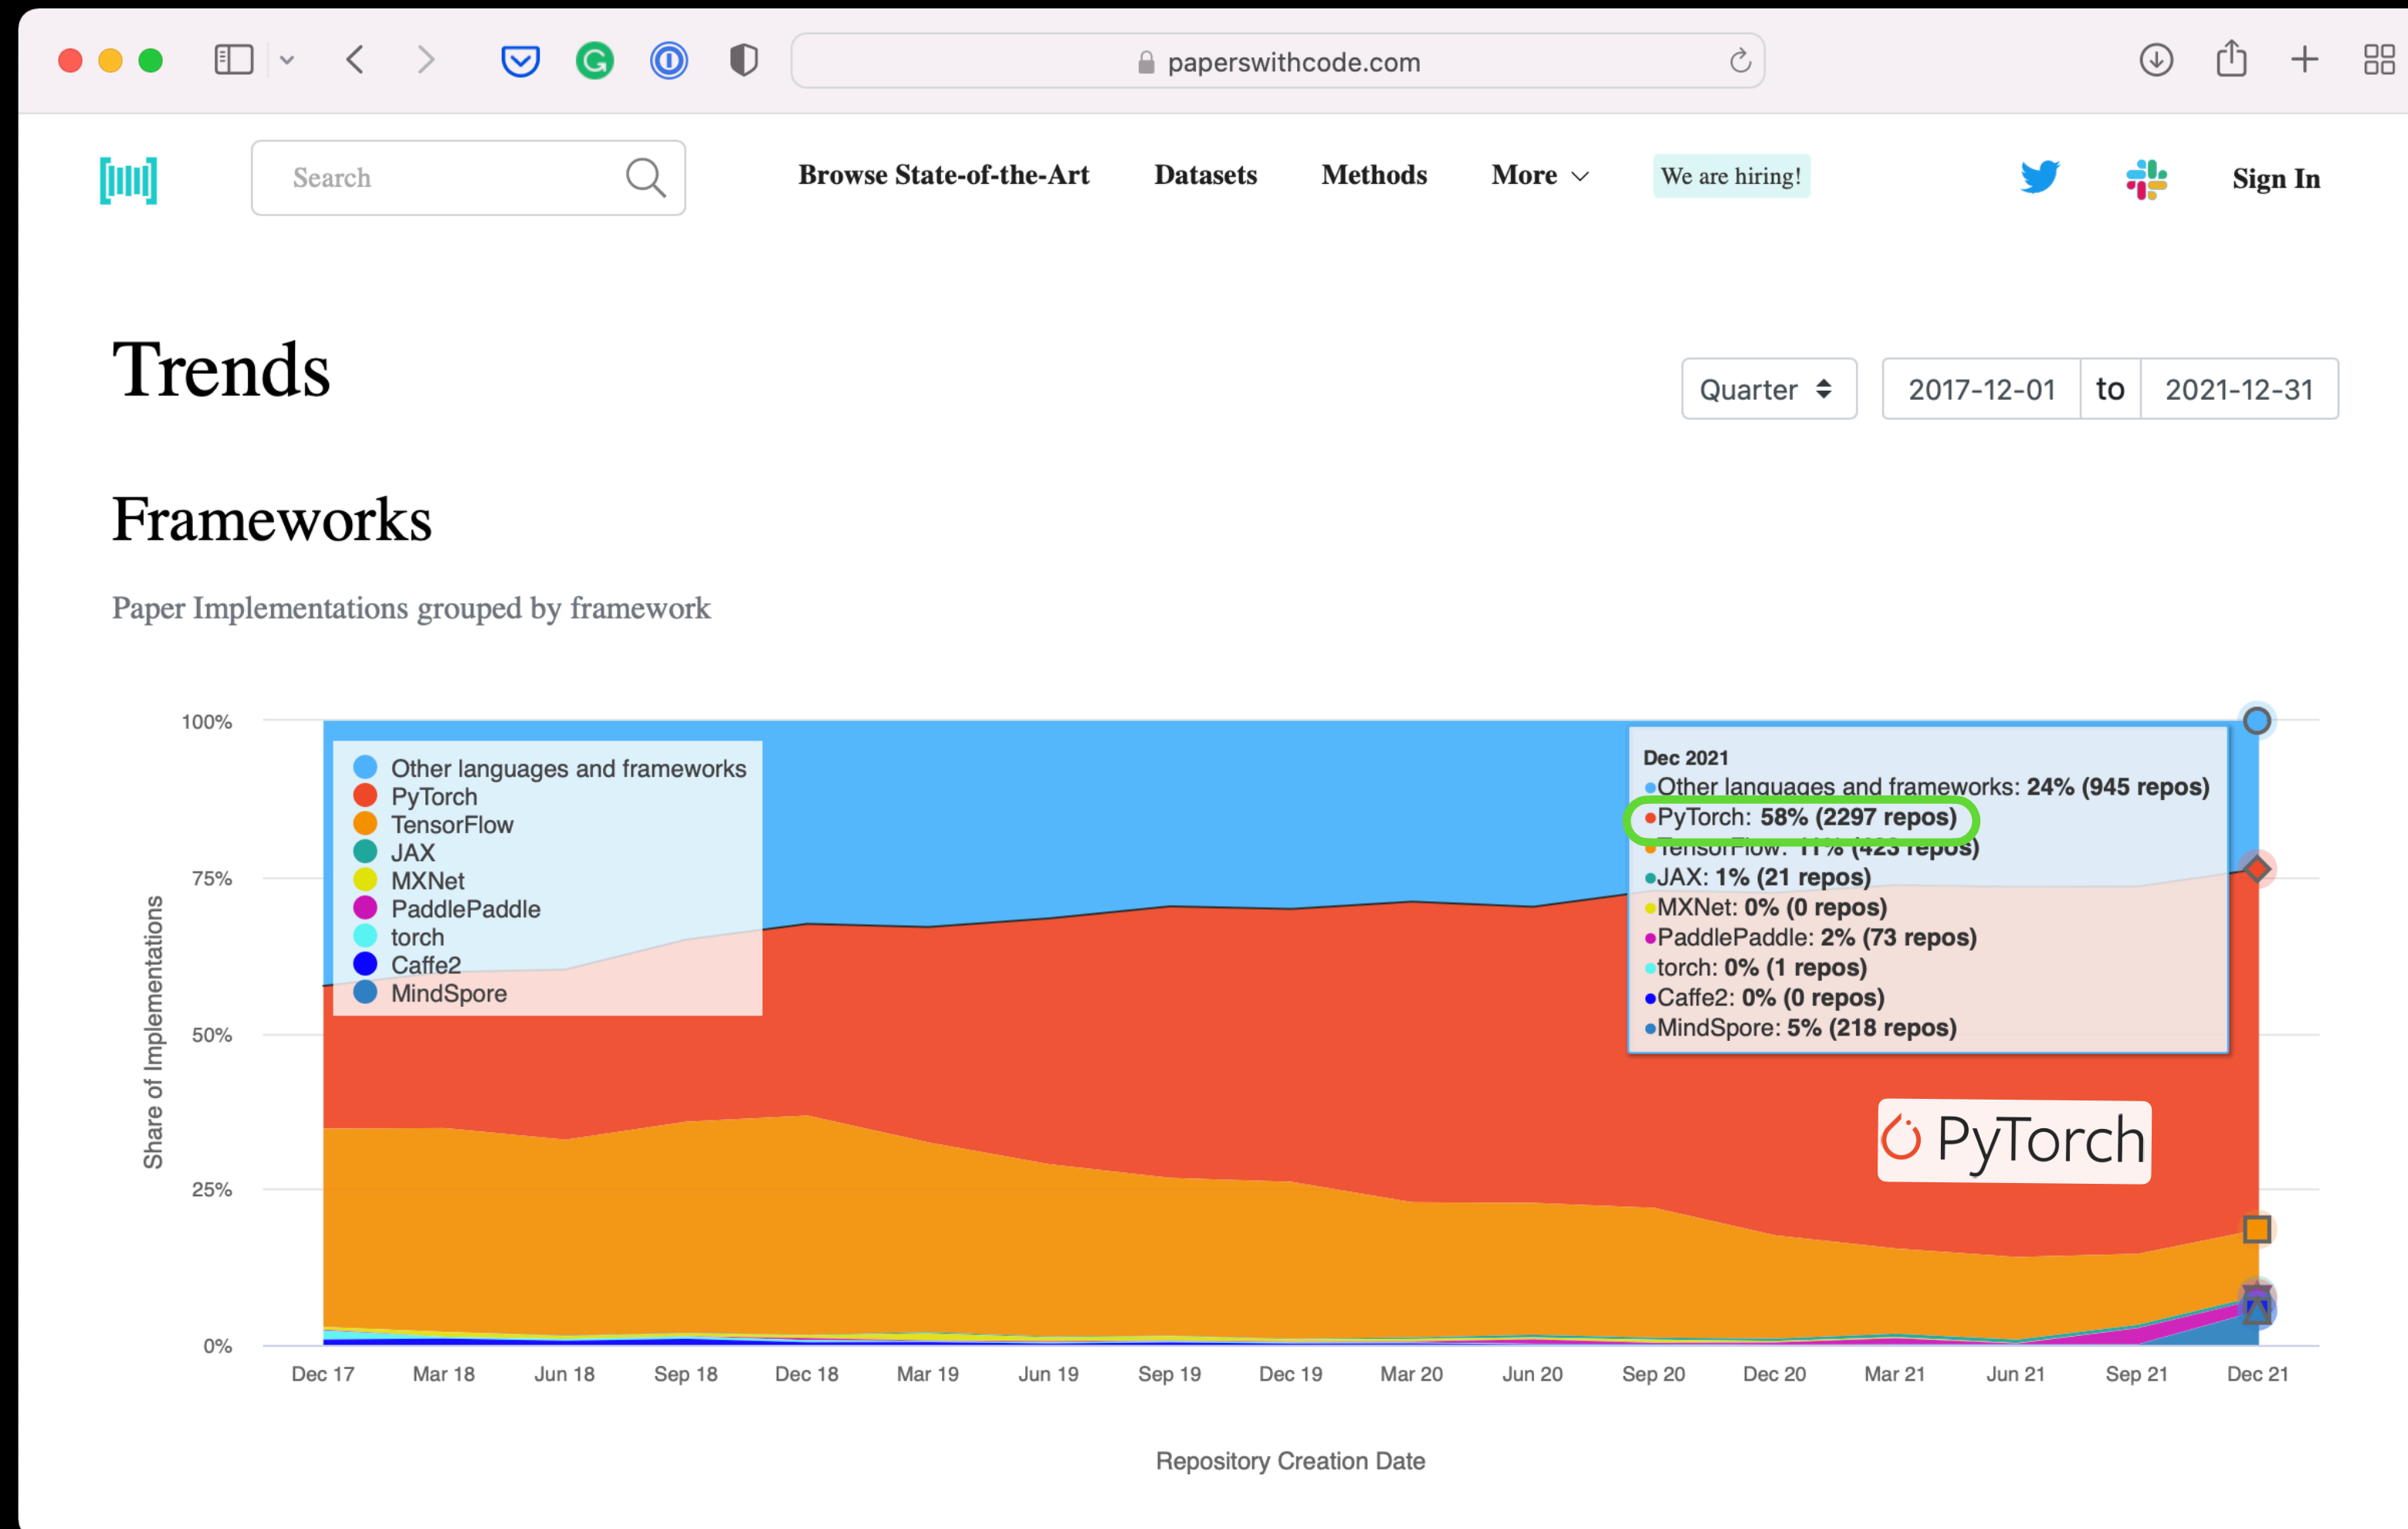 paperswithcode.com
Search
Browse State-of-the-Art
Datasets
Methods
More
We are hiring!
Sign In
Trends
Quarter
2017-12-01 to 2021-12-31
Frameworks
Paper Implementations grouped by framework
Share of Implementations
100%
75%
50%
25%
0%
Other languages and frameworks
PyTorch
TensorFlow
JAX
MXNet
PaddlePaddle
torch
Caffe2
MindSpore
Dec 2021
Other languages and frameworks: 24% (945 repos)
PyTorch: 58% (2297 repos)
TensorFlow: 11% (423 repos)
JAX: 1% (21 repos)
MXNet: 0% (0 repos)
PaddlePaddle: 2% (73 repos)
torch: 0% (1 repos)
Caffe2: 0% (0 repos)
MindSpore: 5% (218 repos)
PyTorch
Dec 17 Mar 18 Jun 18 Sep 18 Dec 18 Mar 19 Jun 19 Sep 19 Dec 19 Mar 20 Jun 20 Sep 20 Dec 20 Mar 21 Jun 21 Sep 21 Dec 21
Repository Creation Date